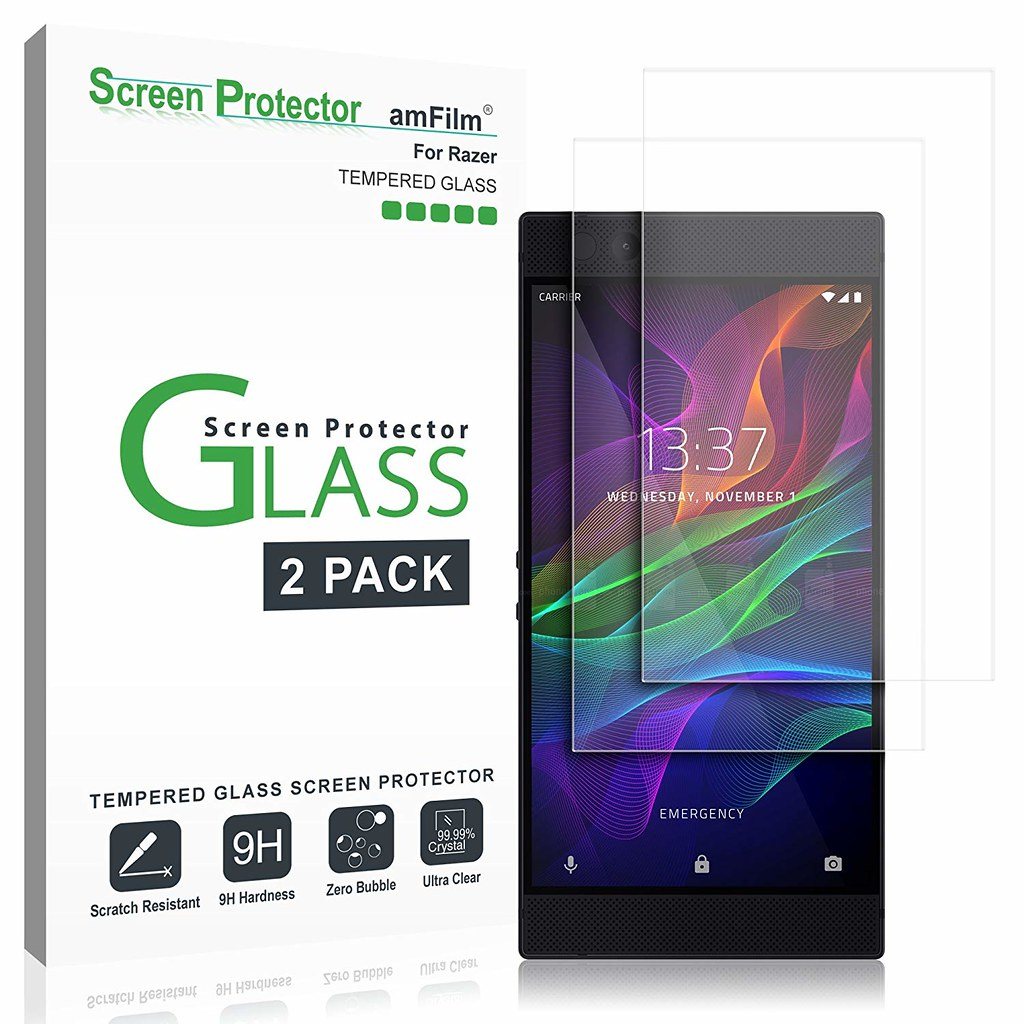 Screen Protector
amFilm®
For Razer
TEMPERED GLASS
Screen Protector
GLASS
2 PACK
TEMPERED GLASS SCREEN PROTECTOR
Scratch Resistant
9H
9H Hardness
Zero Bubble
99.99%
Crystal
Ultra Clear
CARRIER
13:37
WEDNESDAY, NOVEMBER 1
EMERGENCY